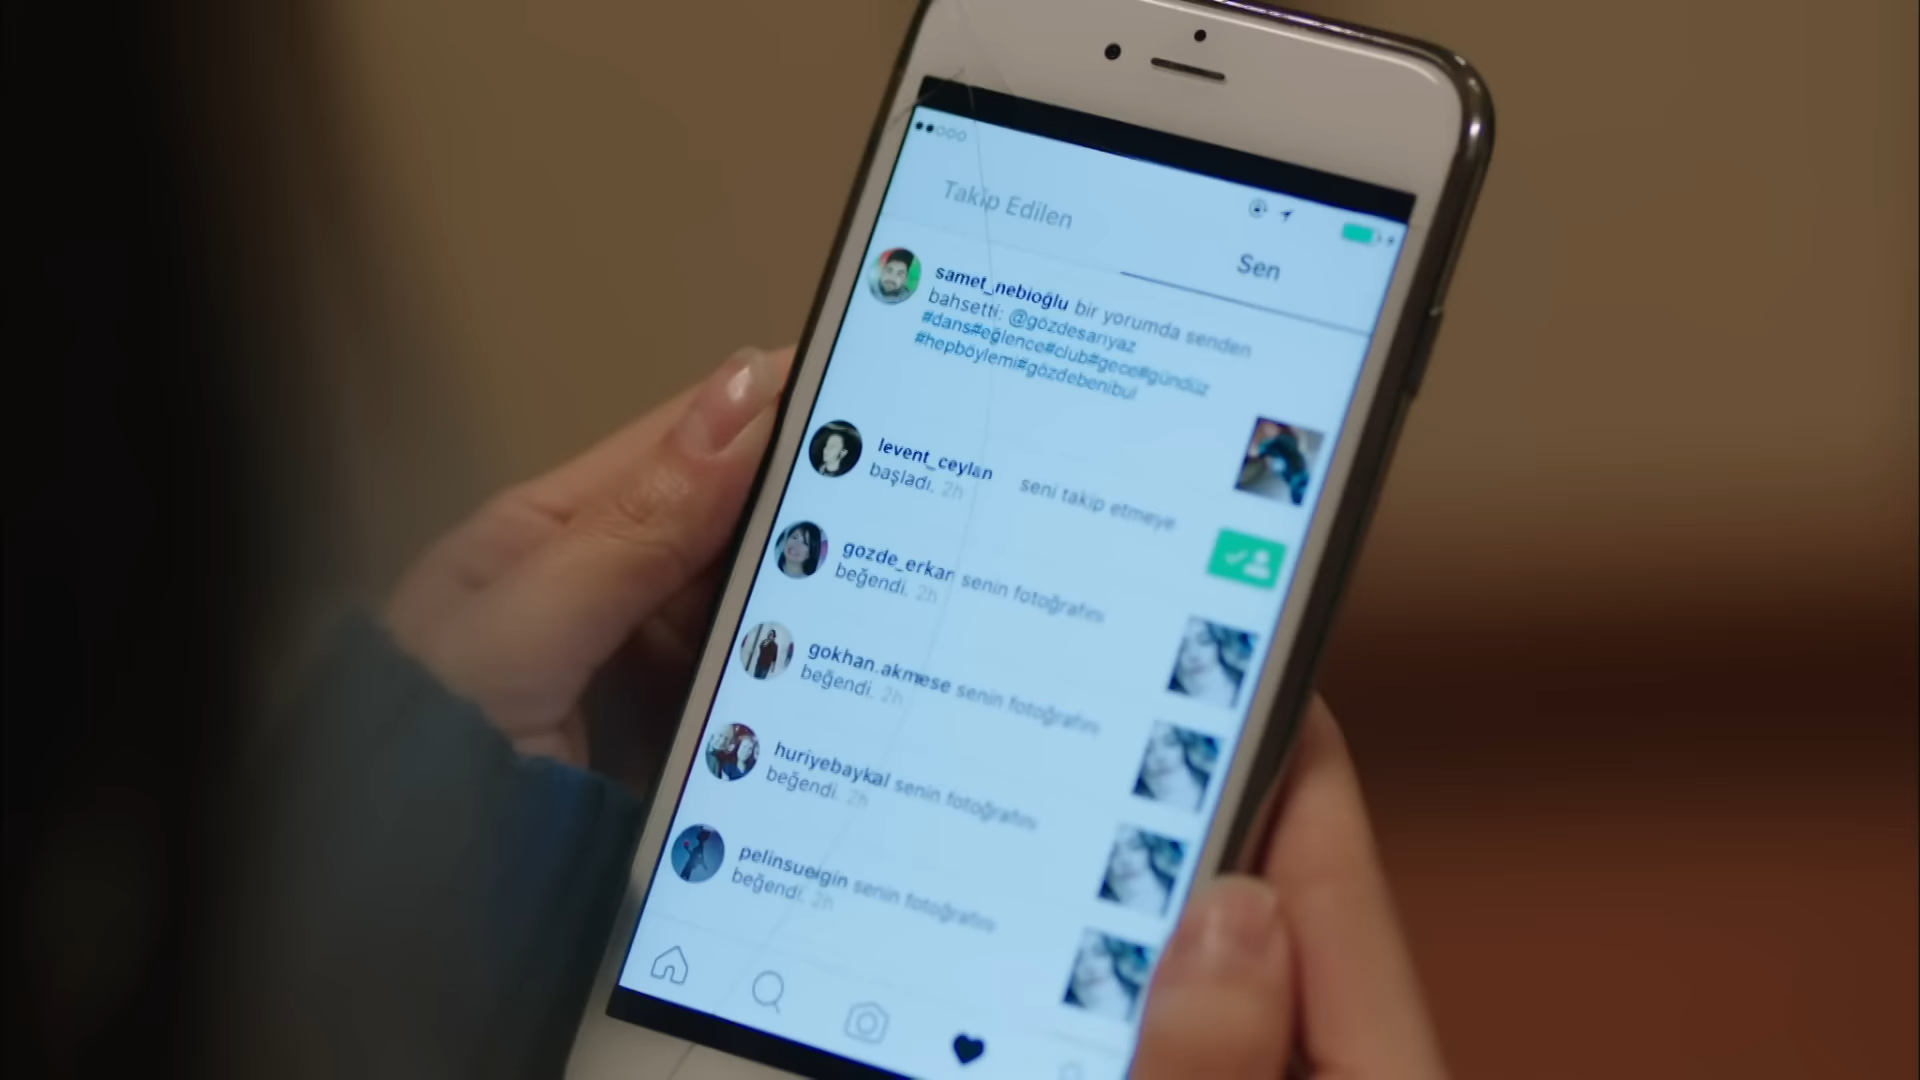 Takip Edilen
Sen
samet_nebioğlu bir yorumda senden
bahsetti: @gözdesarıyaz
#dans#eğlence#club#gece#gündüz
#hepböylemi#gözdebenibul
levent_ceylan seni takip etmeye
başladı. 2h
gozde_erkan senin fotoğrafını
beğendi. 2h
gokhan.akmese senin fotoğrafını
beğendi. 2h
huriyebaykal senin fotoğrafını
beğendi. 2h
pelinsueigin senin fotoğrafını
beğendi. 2h